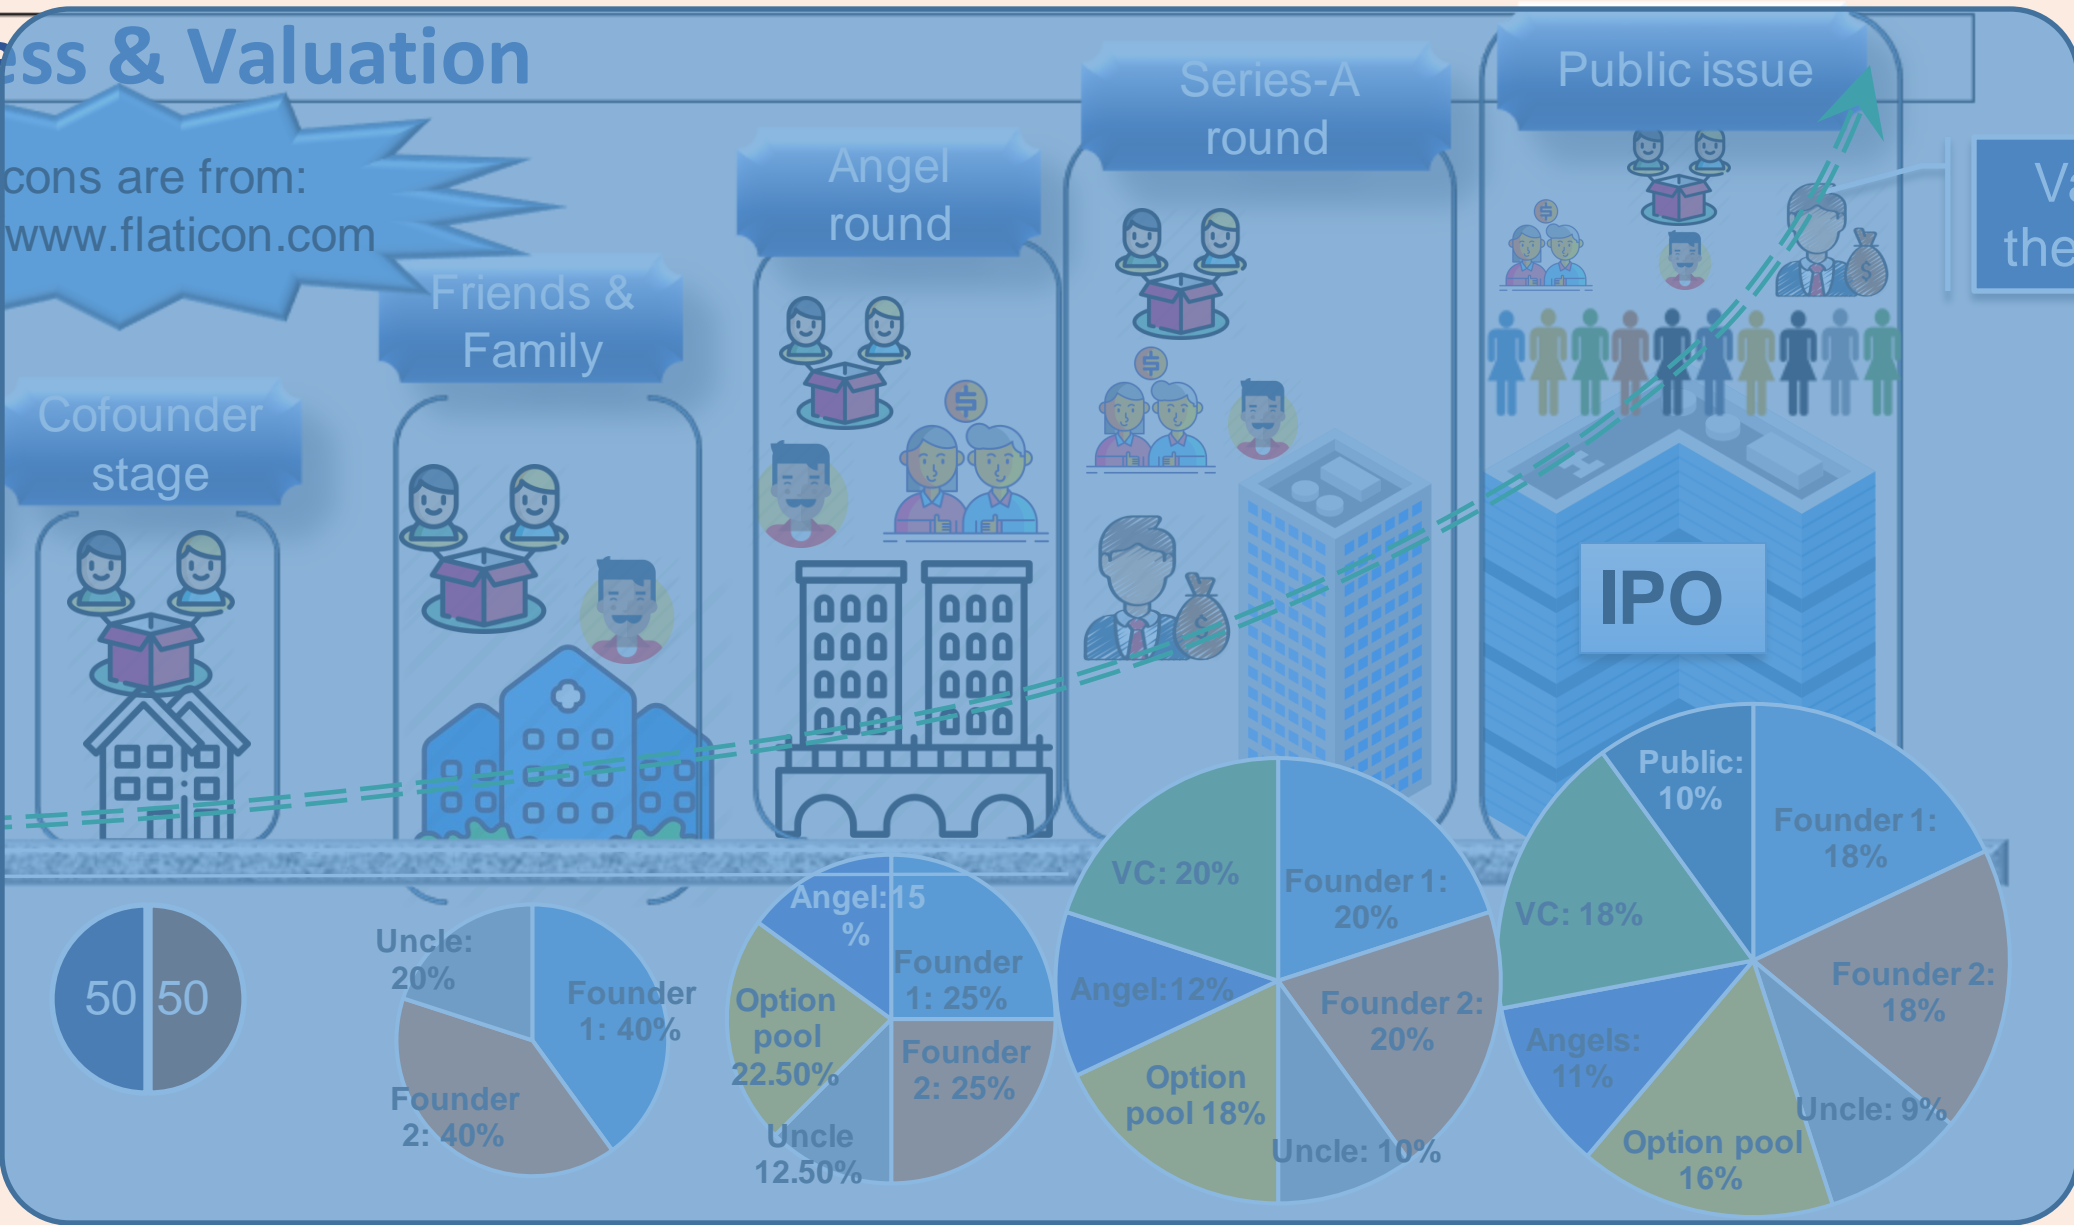 ess & Valuation
cons are from:
www.flaticon.com
Cofounder
stage
Friends &
Family
Angel
round
Series-A
round
Public issue
Va
the
IPO
50 50
Uncle:
20%
Founder
1: 40%
Founder
2: 40%
Angel:15
%
Founder
1: 25%
Option
pool
22.50%
Founder
2: 25%
Uncle
12.50%
VC: 20%
Founder 1:
20%
Angel:12%
Founder 2:
20%
Option
pool 18%
Uncle: 10%
Public:
10%
Founder 1:
18%
VC: 18%
Founder 2:
18%
Angels:
11%
Uncle: 9%
Option pool
16%